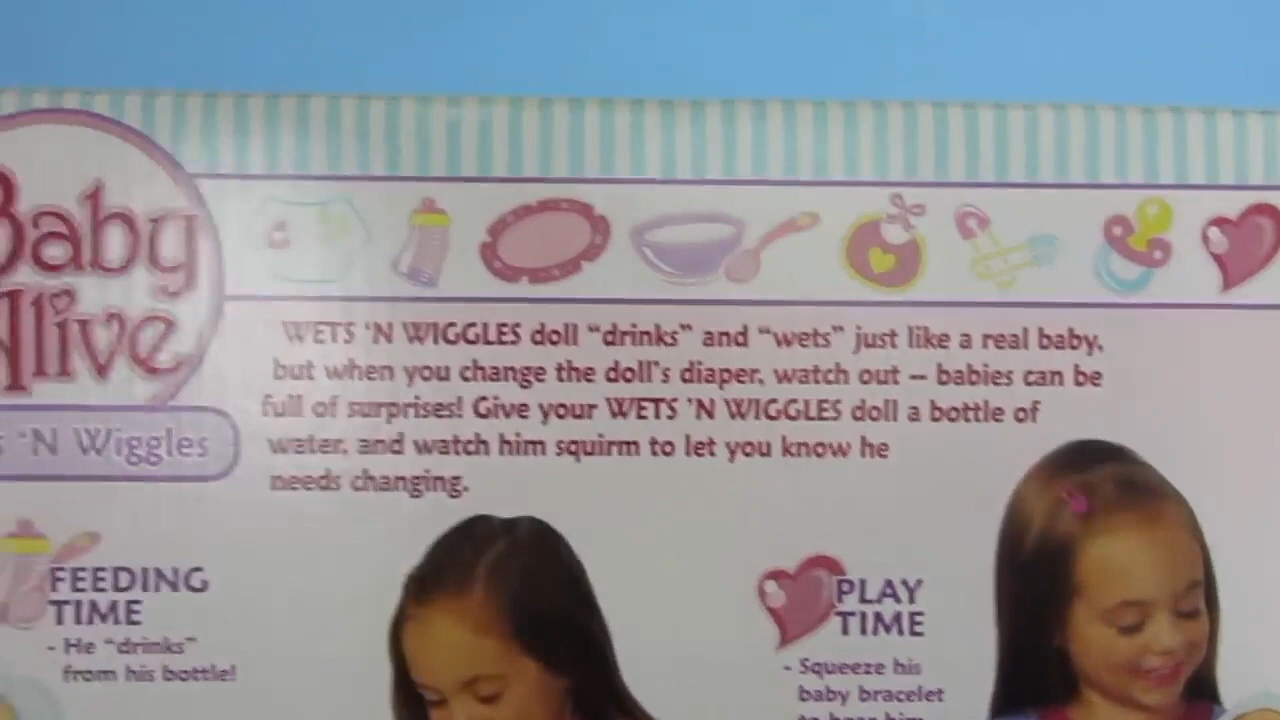 Baby
Alive
'N Wiggles
WETS 'N WIGGLES doll “drinks” and “wets” just like a real baby,
but when you change the doll's diaper, watch out – babies can be
full of surprises! Give your WETS 'N WIGGLES doll a bottle of
water, and watch him squirm to let you know he
needs changing.
FEEDING
TIME
- He “drinks”
from his bottle!
PLAY
TIME
- Squeeze his
baby bracelet
to hear him